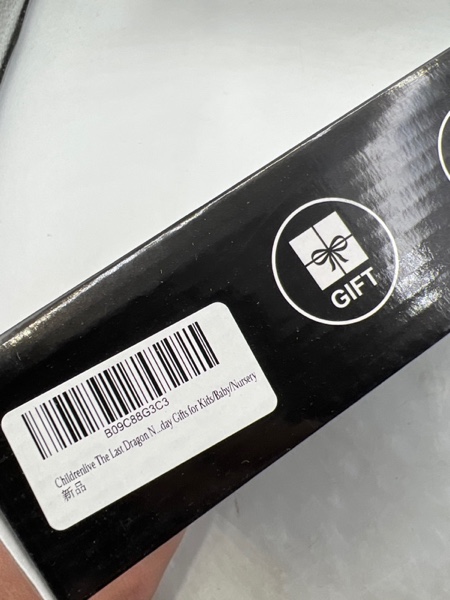 GIFT
B09C88G3C3
Childrenlive The Last Dragon N...day Gifts for Kids/Baby/Nursery
新品